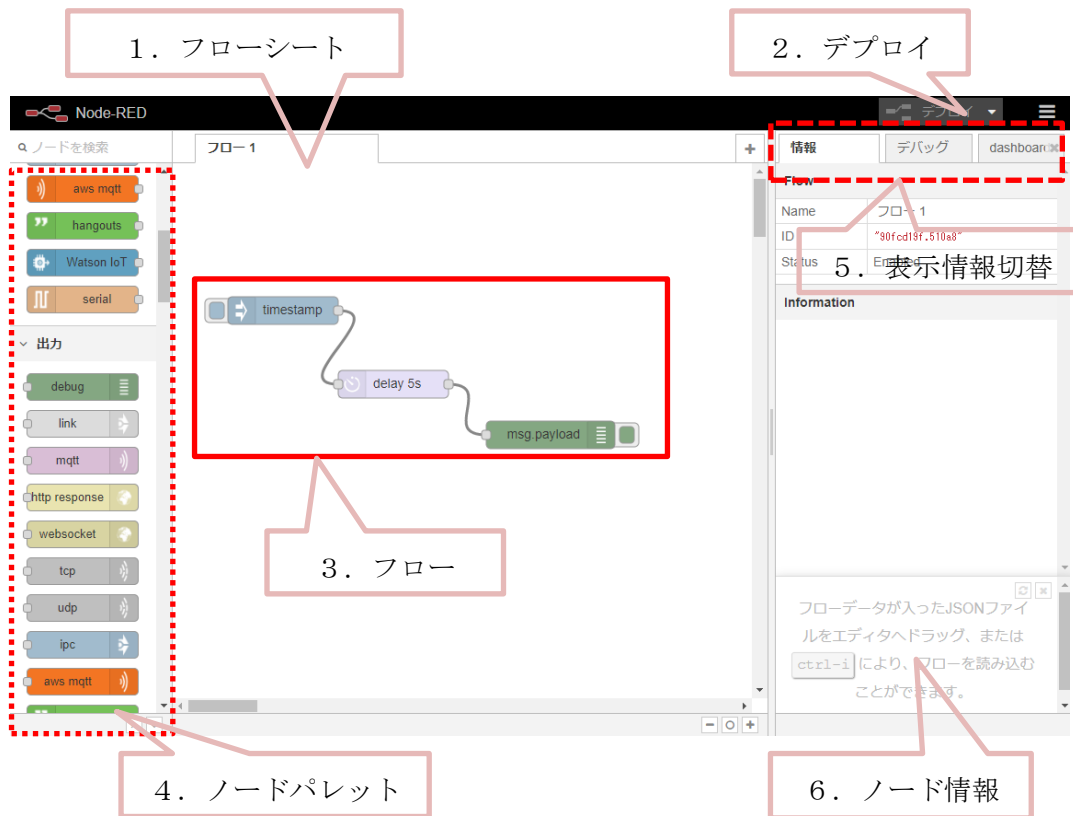 1．フローシート
2．デプロイ
Node-RED
デプロイ
ノードを検索
フロー 1
情報
デバッグ
dashboard
aws mqtt
hangouts
Watson IoT
serial
出力
debug
link
mqtt
http response
websocket
tcp
udp
ipc
aws mqtt
timestamp
delay 5s
msg.payload
3．フロー
Flow
Name フロー 1
ID "90fcd19f.510a8"
Status Enabled
5．表示情報切替
Information
フローデータが入ったJSONファイ
ルをエディタへドラッグ、または
ctrl-i により、フローを読み込む
ことができます。
4．ノードパレット
6．ノード情報